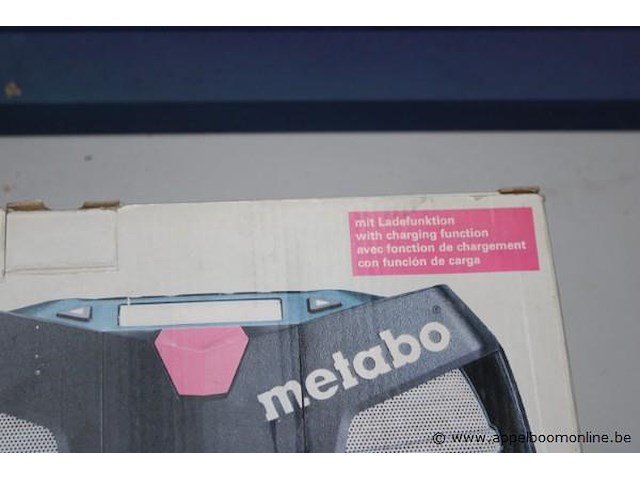 mit Ladefunktion
with charging function
avec fonction de chargement
con función de carga
metabo®
© www.appelboomonline.be